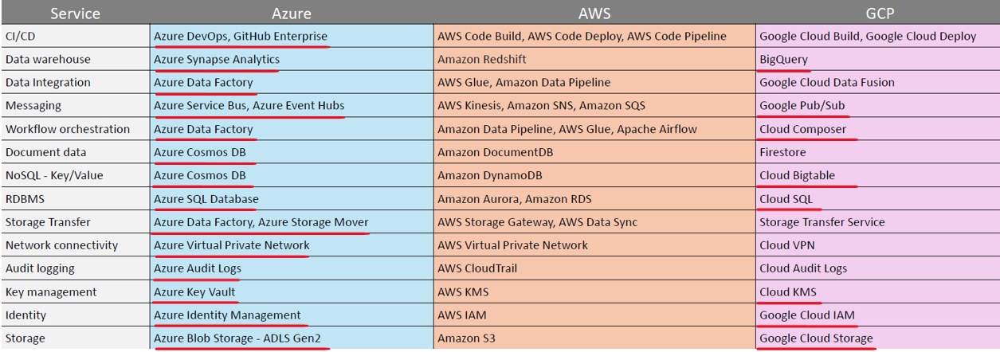 Service Azure AWS GCP
CI/CD Azure DevOps, GitHub Enterprise AWS Code Build, AWS Code Deploy, AWS Code Pipeline Google Cloud Build, Google Cloud Deploy
Data warehouse Azure Synapse Analytics Amazon Redshift BigQuery
Data Integration Azure Data Factory AWS Glue, Amazon Data Pipeline Google Cloud Data Fusion
Messaging Azure Service Bus, Azure Event Hubs AWS Kinesis, Amazon SNS, Amazon SQS Google Pub/Sub
Workflow orchestration Azure Data Factory Amazon Data Pipeline, AWS Glue, Apache Airflow Cloud Composer
Document data Azure Cosmos DB Amazon DocumentDB Firestore
NoSQL - Key/Value Azure Cosmos DB Amazon DynamoDB Cloud Bigtable
RDBMS Azure SQL Database Amazon Aurora, Amazon RDS Cloud SQL
Storage Transfer Azure Data Factory, Azure Storage Mover AWS Storage Gateway, AWS Data Sync Storage Transfer Service
Network connectivity Azure Virtual Private Network AWS Virtual Private Network Cloud VPN
Audit logging Azure Audit Logs AWS CloudTrail Cloud Audit Logs
Key management Azure Key Vault AWS KMS Cloud KMS
Identity Azure Identity Management AWS IAM Google Cloud IAM
Storage Azure Blob Storage - ADLS Gen2 Amazon S3 Google Cloud Storage